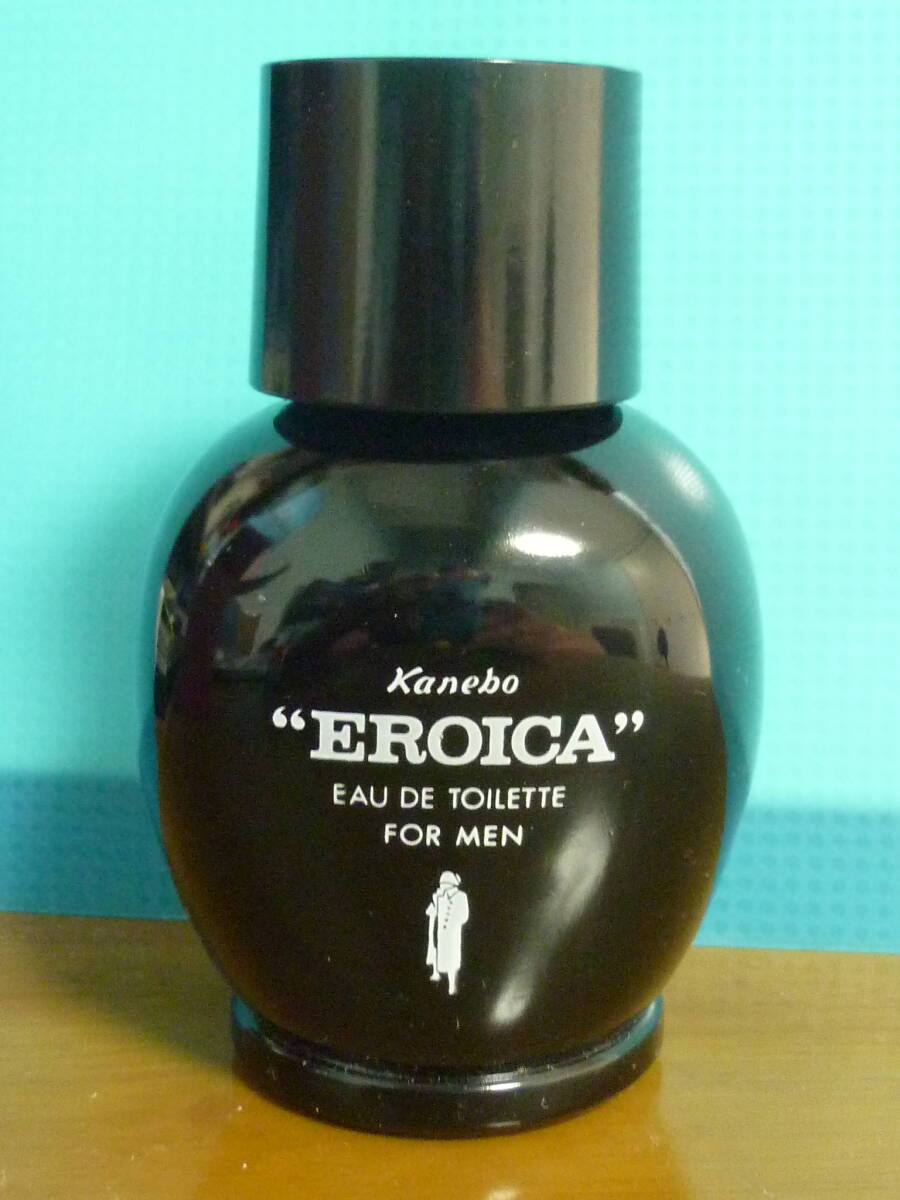 Kanebo
“EROICA”
EAU DE TOILETTE
FOR MEN